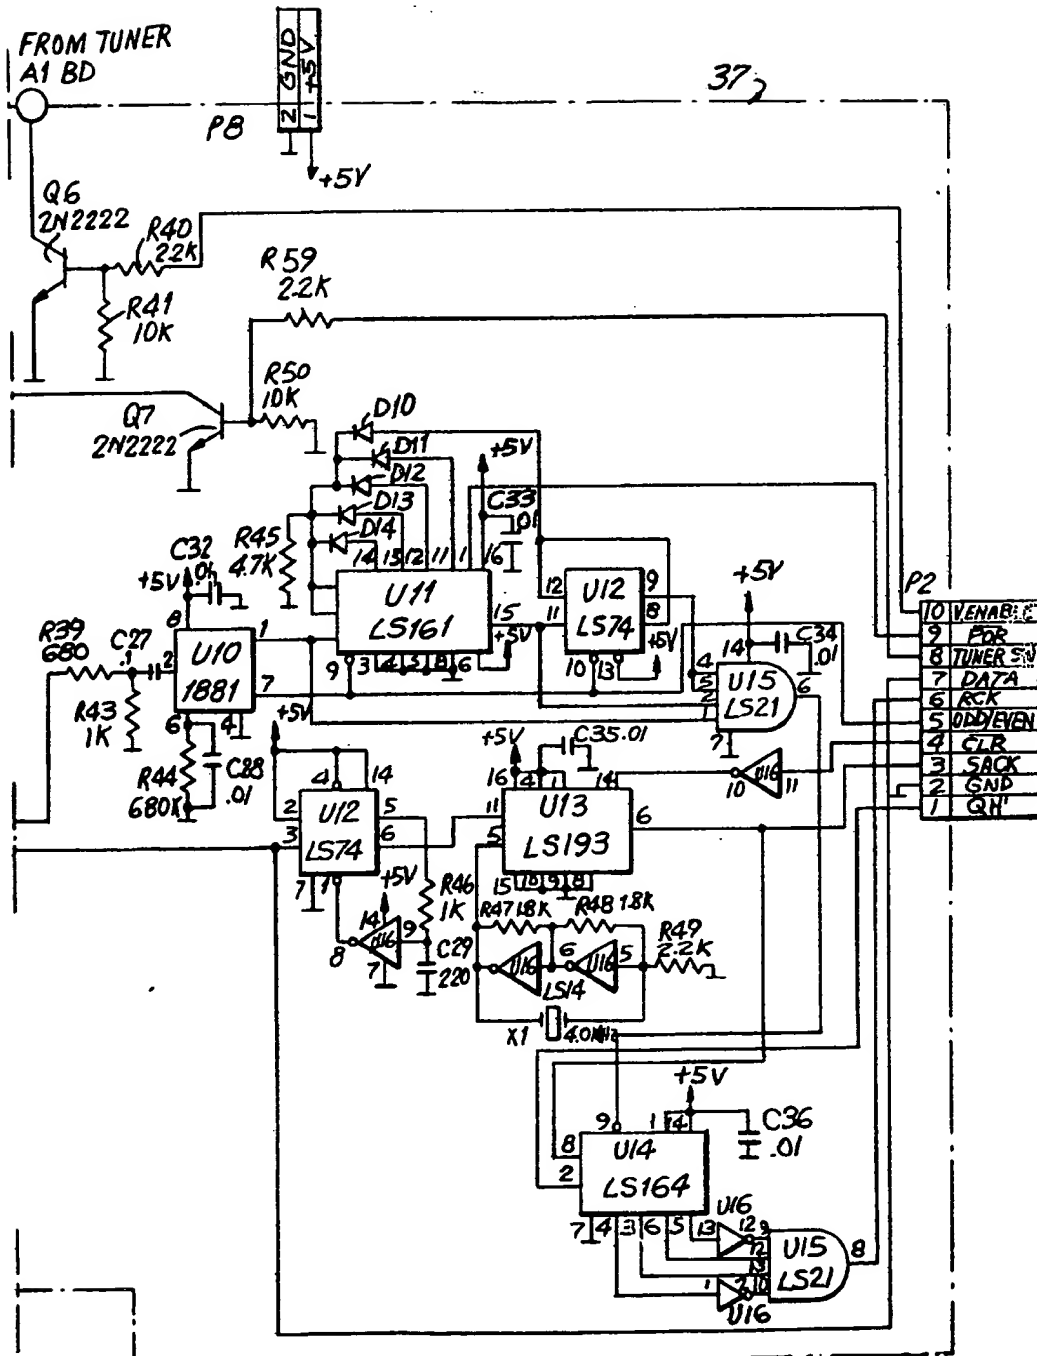 FROM TUNER
A1 BD
2 GND
1 +5V
P8
+5V
37
Q6
2N2222
R40
22K
R41
10K
R59
2.2K
R50
10K
Q7
2N2222
D10
D11
D12
D13
D14
+5V
C33
.01
R45
4.7K
14 13 12 11 1 16
U11
LS161
15
+5V
9 3 4 5 8 6
C32
+5V
8
R39
680
C27
.1
2
U10
1881
1
7
6 4
R43
1K
R44
680K
C28
.01
12
11
U12
LS74
9
8
+5V
10 13
+5V
14
C34
.01
4
5
2
1
U15
LS21
6
7
P2
10 V.ENABLE
9 POR
8 TUNER SW
7 DATA
6 RCK
5 ODD/EVEN
4 CLR
3 SACK
2 GND
1 QH'
+5V
4 14
2
3
U12
LS74
5
6
7 1
+5V
14
U16
8 9
7
R46
1K
C29
220
+5V
C35 .01
16 4 1 14
11
5
U13
LS193
6
15 10 9 8
10 U16 11
R47 1.8K
R48 1.8K
R49
2.2K
U16 6 U16 5
LS14
X1 4.0MHz
+5V
C36
.01
9 1 14
8
2
U14
LS164
7 4 3 6 5 13
U16
12 9
12
13
10
U15
LS21
8
1 2
U16